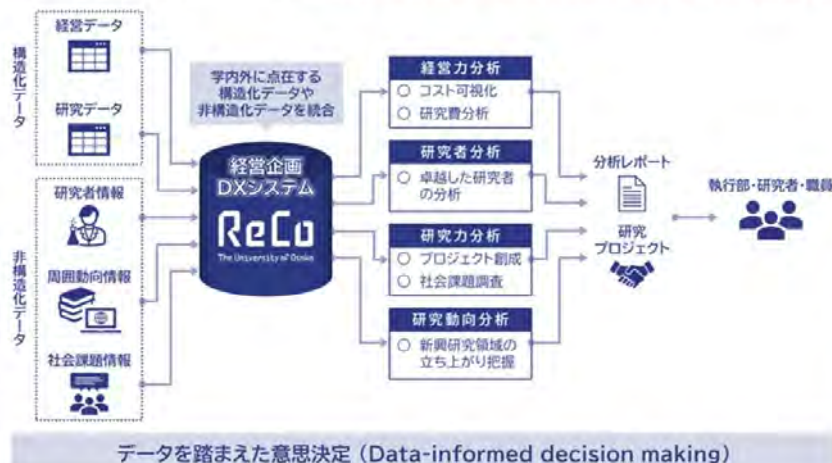 構造化データ
経営データ
研究データ
非構造化データ
研究者情報
周囲動向情報
社会課題情報
学内外に点在する
構造化データや
非構造化データを統合
経営企画
DXシステム
ReCo
The University of Osaka
経営力分析
○ コスト可視化
○ 研究費分析
研究者分析
○ 卓越した研究者
の分析
研究力分析
○ プロジェクト創成
○ 社会課題調査
研究動向分析
○ 新興研究領域の
立ち上がり把握
分析レポート
研究
プロジェクト
執行部・研究者・職員
データを踏まえた意思決定（Data-informed decision making）